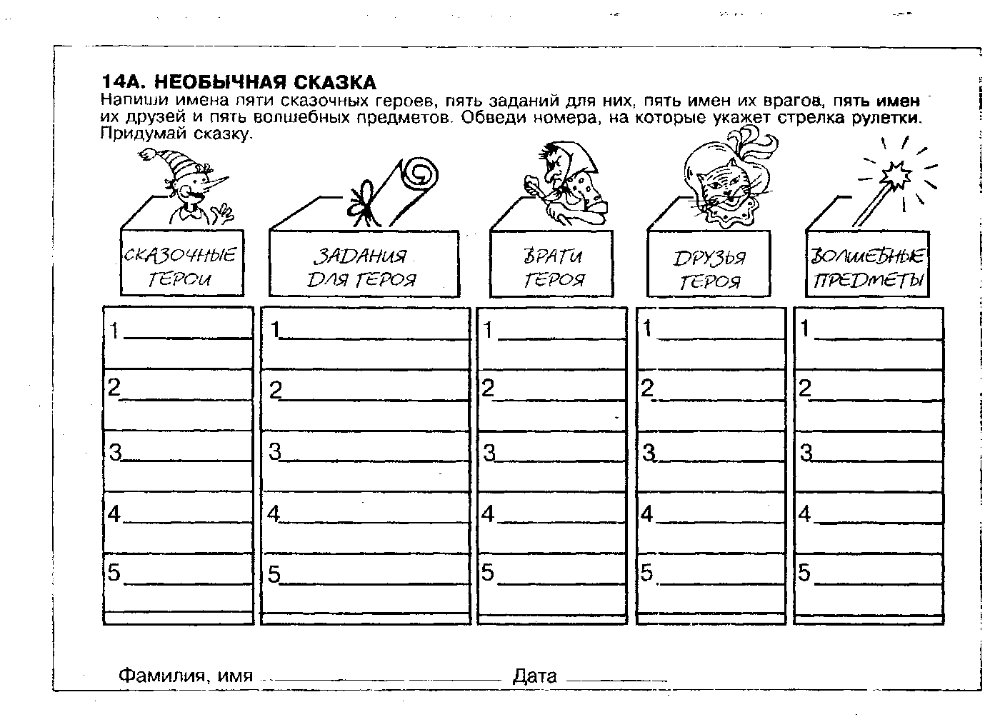 14А. НЕОБЫЧНАЯ СКАЗКА
Напиши имена пяти сказочных героев, пять заданий для них, пять имен их врагов, пять имен
их друзей и пять волшебных предметов. Обведи номера, на которые укажет стрелка рулетки.
Придумай сказку.
СКАЗОЧНЫЕ
ГЕРОИ
ЗАДАНИЯ
ДЛЯ ГЕРОЯ
ВРАГИ
ГЕРОЯ
ДРУЗЬЯ
ГЕРОЯ
ВОЛШЕБНЫЕ
ПРЕДМЕТЫ
1 1 1 1 1
2 2 2 2 2
3 3 3 3 3
4 4 4 4 4
5 5 5 5 5
Фамилия, имя Дата